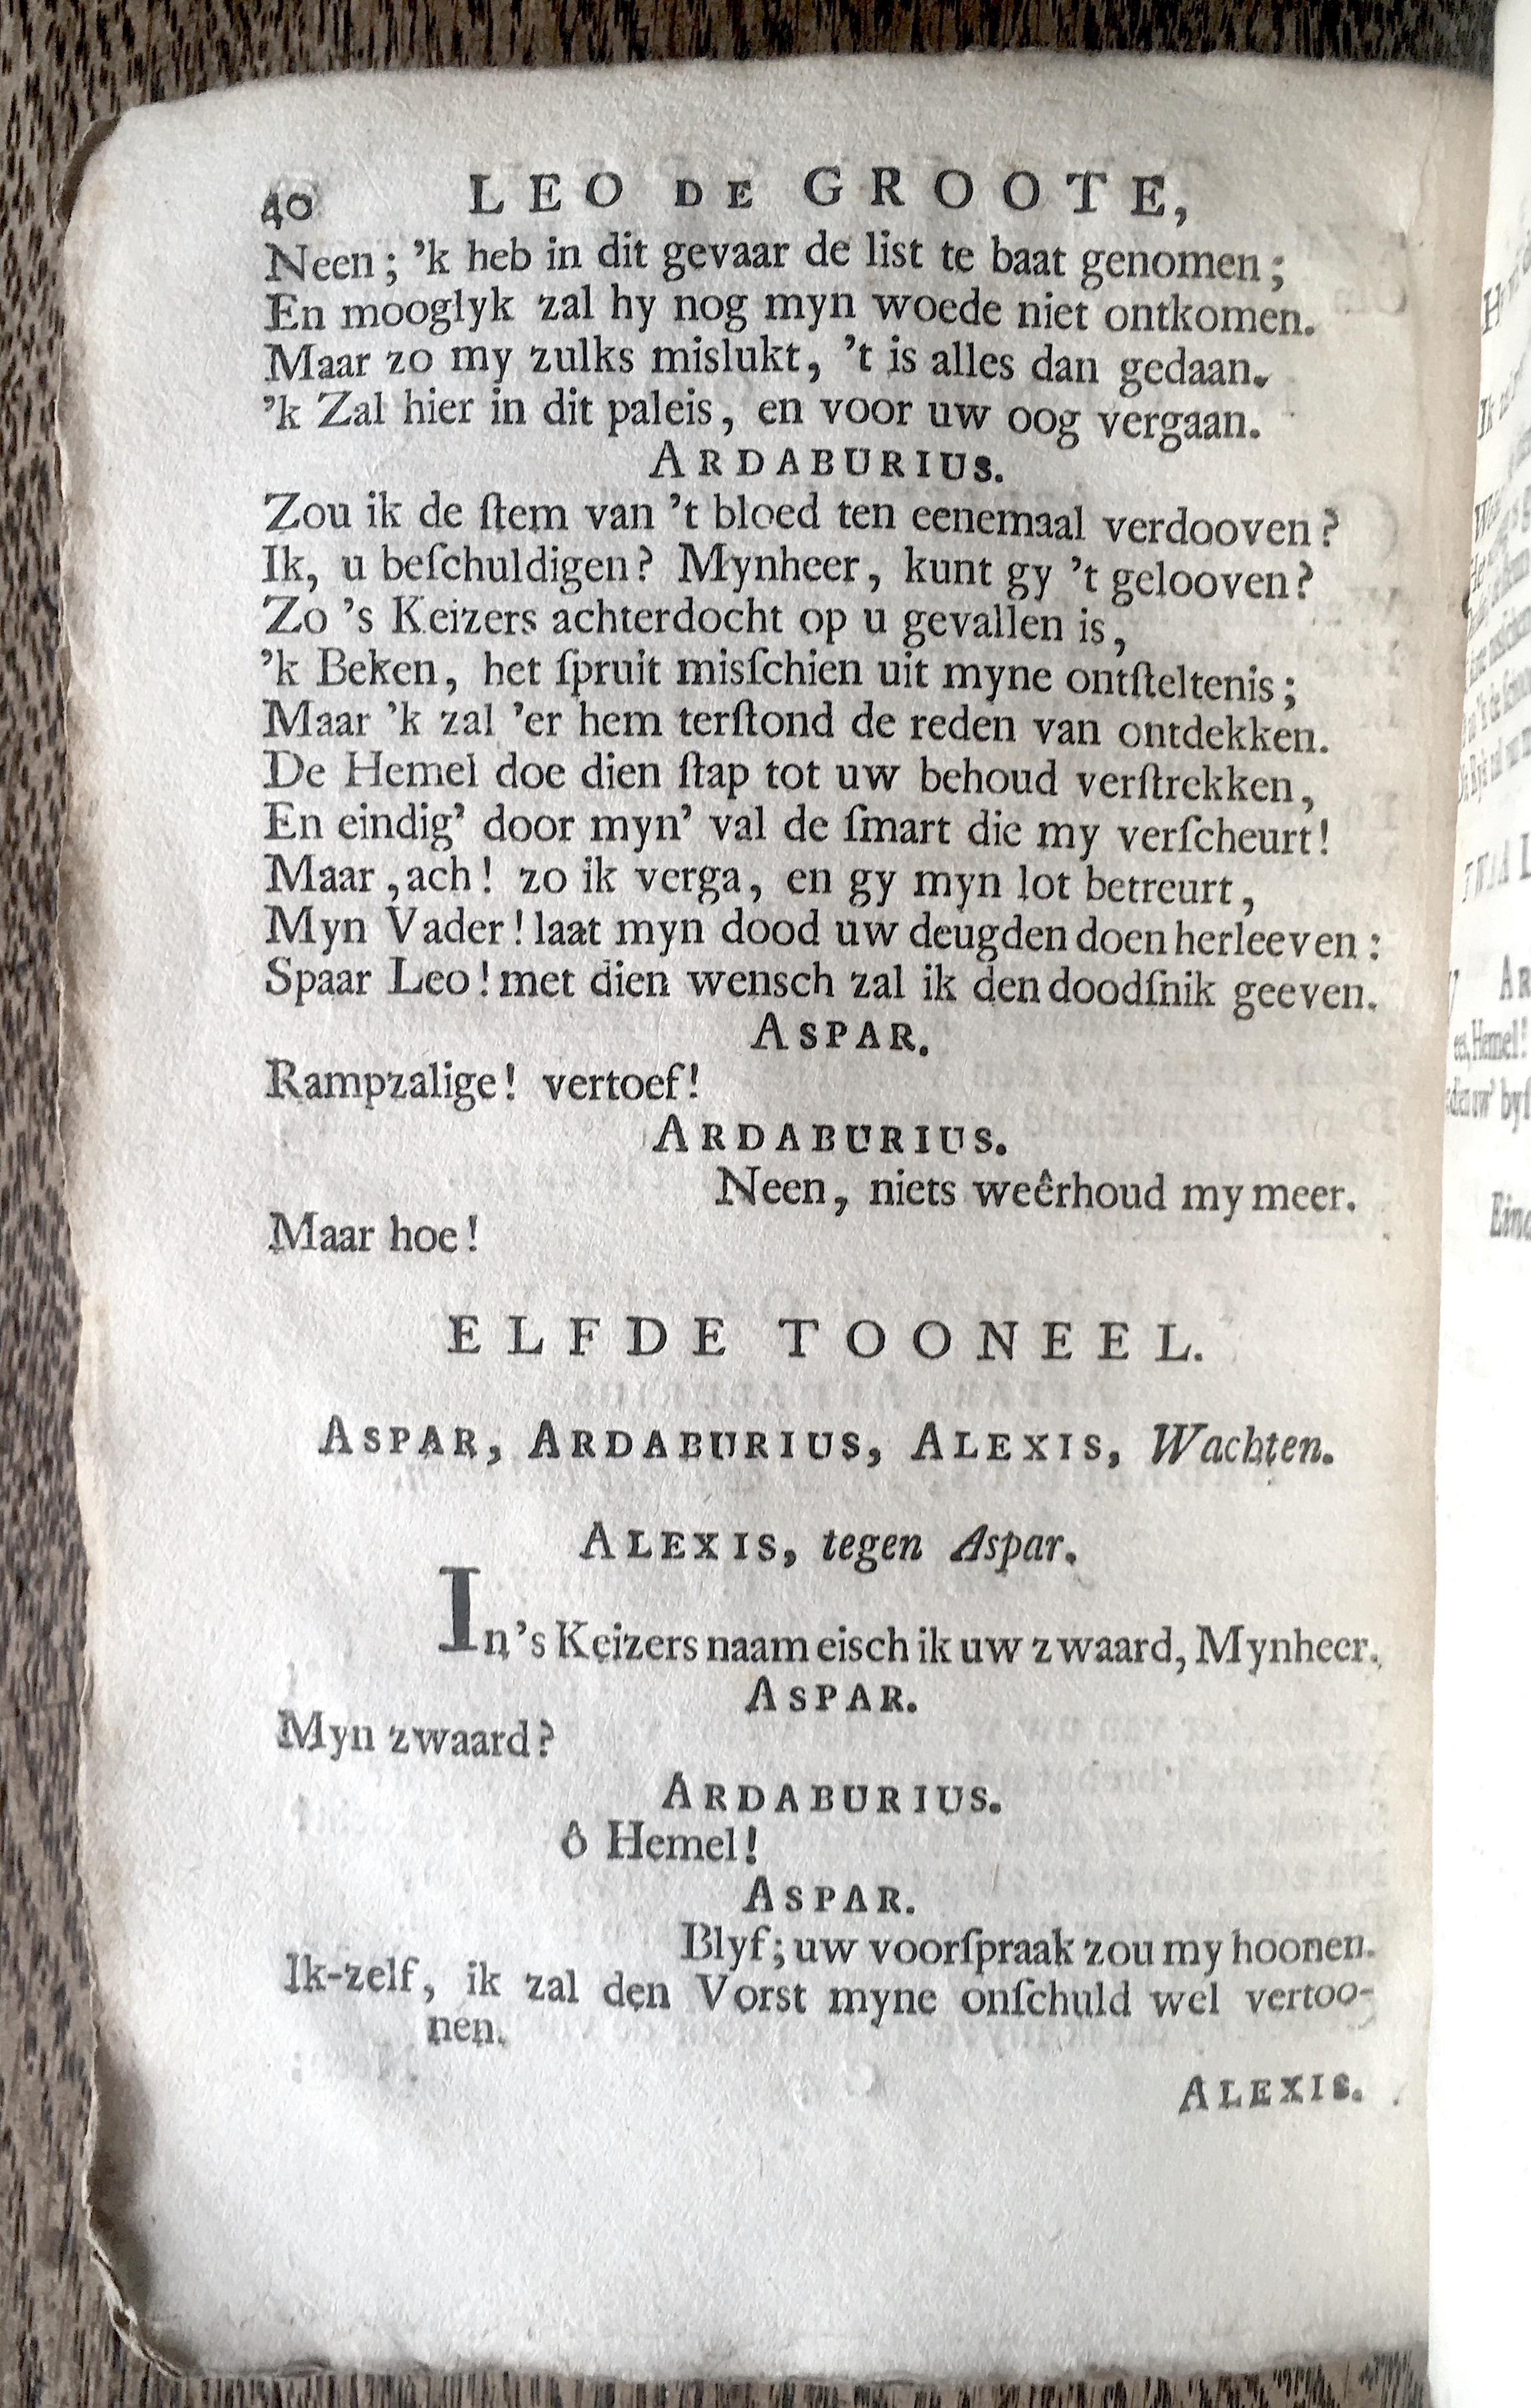 40 LEO DE GROOTE,
Neen; 'k heb in dit gevaar de list te baat genomen;
En mooglyk zal hy nog myn woede niet ontkomen.
Maar zo my zulks mislukt, 't is alles dan gedaan.
'k Zal hier in dit paleis, en voor uw oog vergaan.
ARDABURIUS.
Zou ik de ſtem van 't bloed ten eenemaal verdooven?
Ik, u beſchuldigen? Mynheer, kunt gy 't gelooven?
Zo 's Keizers achterdocht op u gevallen is,
'k Beken, het ſpruit misſchien uit myne ontſteltenis;
Maar 'k zal 'er hem terſtond de reden van ontdekken.
De Hemel doe dien ſtap tot uw behoud verſtrekken,
En eindig' door myn' val de ſmart die my verſcheurt!
Maar, ach! zo ik verga, en gy myn lot betreurt,
Myn Vader! laat myn dood uw deugden doen herleeven:
Spaar Leo! met dien wensch zal ik den doodſnik geeven.
ASPAR.
Rampzalige! vertoef!
ARDABURIUS.
Neen, niets weêrhoud my meer.
Maar hoe!
ELFDE TOONEEL.
ASPAR, ARDABURIUS, ALEXIS, Wachten.
ALEXIS, tegen Aspar.
In 's Keizers naam eisch ik uw zwaard, Mynheer.
ASPAR.
Myn zwaard?
ARDABURIUS.
ô Hemel!
ASPAR.
Blyf; uw voorſpraak zou my hoonen.
Ik-zelf, ik zal den Vorst myne onſchuld wel vertoo-
nen.
ALEXIS.